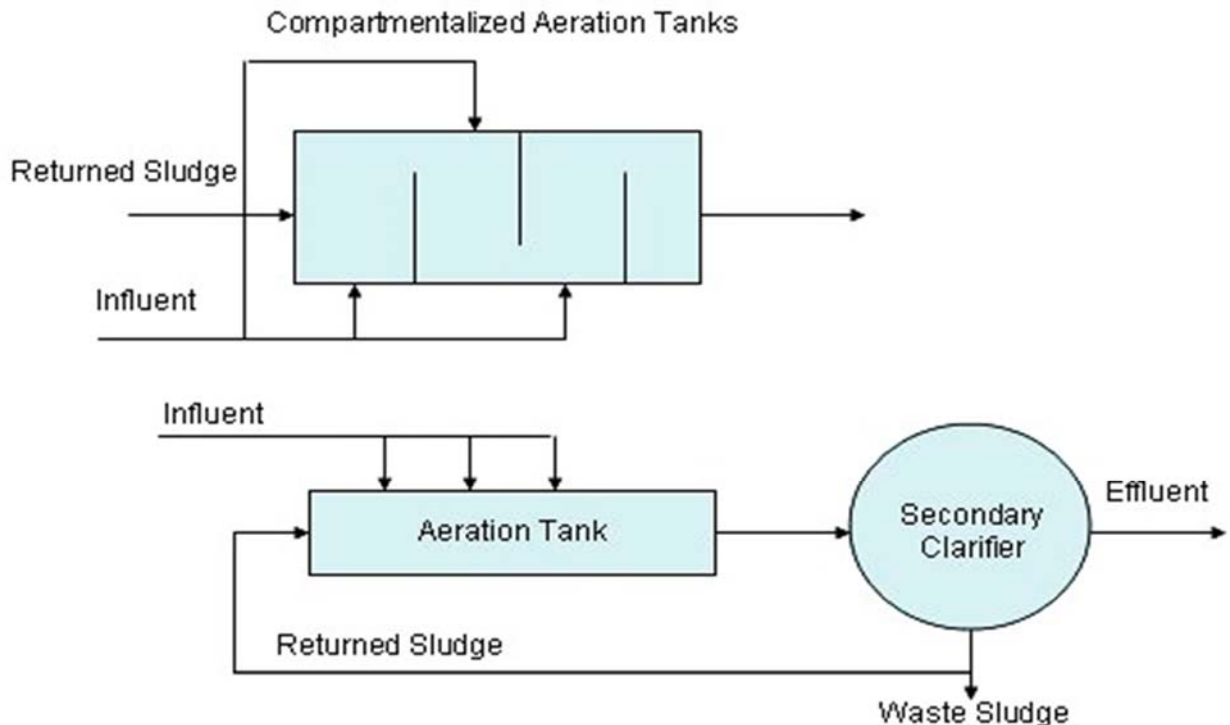 Compartmentalized Aeration Tanks
Returned Sludge
Influent
Influent
Aeration Tank
Secondary
Clarifier
Effluent
Returned Sludge
Waste Sludge